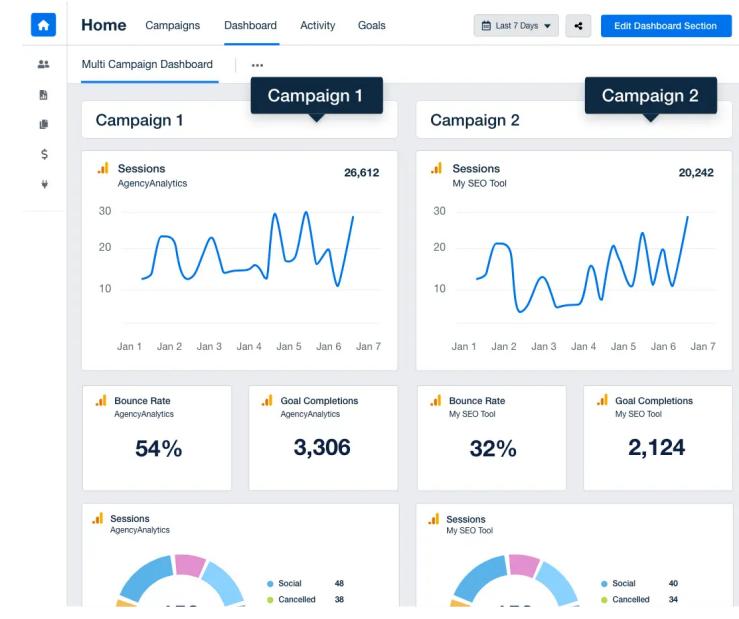 Home Campaigns Dashboard Activity Goals Last 7 Days Edit Dashboard Section
Multi Campaign Dashboard
Campaign 1
Campaign 2
Campaign 1
Campaign 2
Sessions
AgencyAnalytics
26,612
30
20
10
Jan 1 Jan 2 Jan 3 Jan 4 Jan 5 Jan 6 Jan 7
Sessions
My SEO Tool
20,242
30
20
10
Jan 1 Jan 2 Jan 3 Jan 4 Jan 5 Jan 6 Jan 7
Bounce Rate
AgencyAnalytics
54%
Goal Completions
AgencyAnalytics
3,306
Bounce Rate
My SEO Tool
32%
Goal Completions
My SEO Tool
2,124
Sessions
AgencyAnalytics
Social 48
Cancelled 38
Sessions
My SEO Tool
Social 40
Cancelled 34